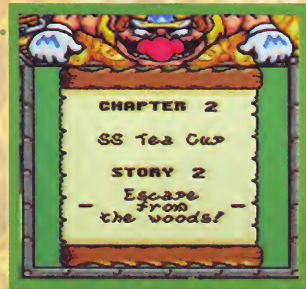 CHAPTER 2
SS Tea Cup
STORY 2
Escape
- from -
the woods!